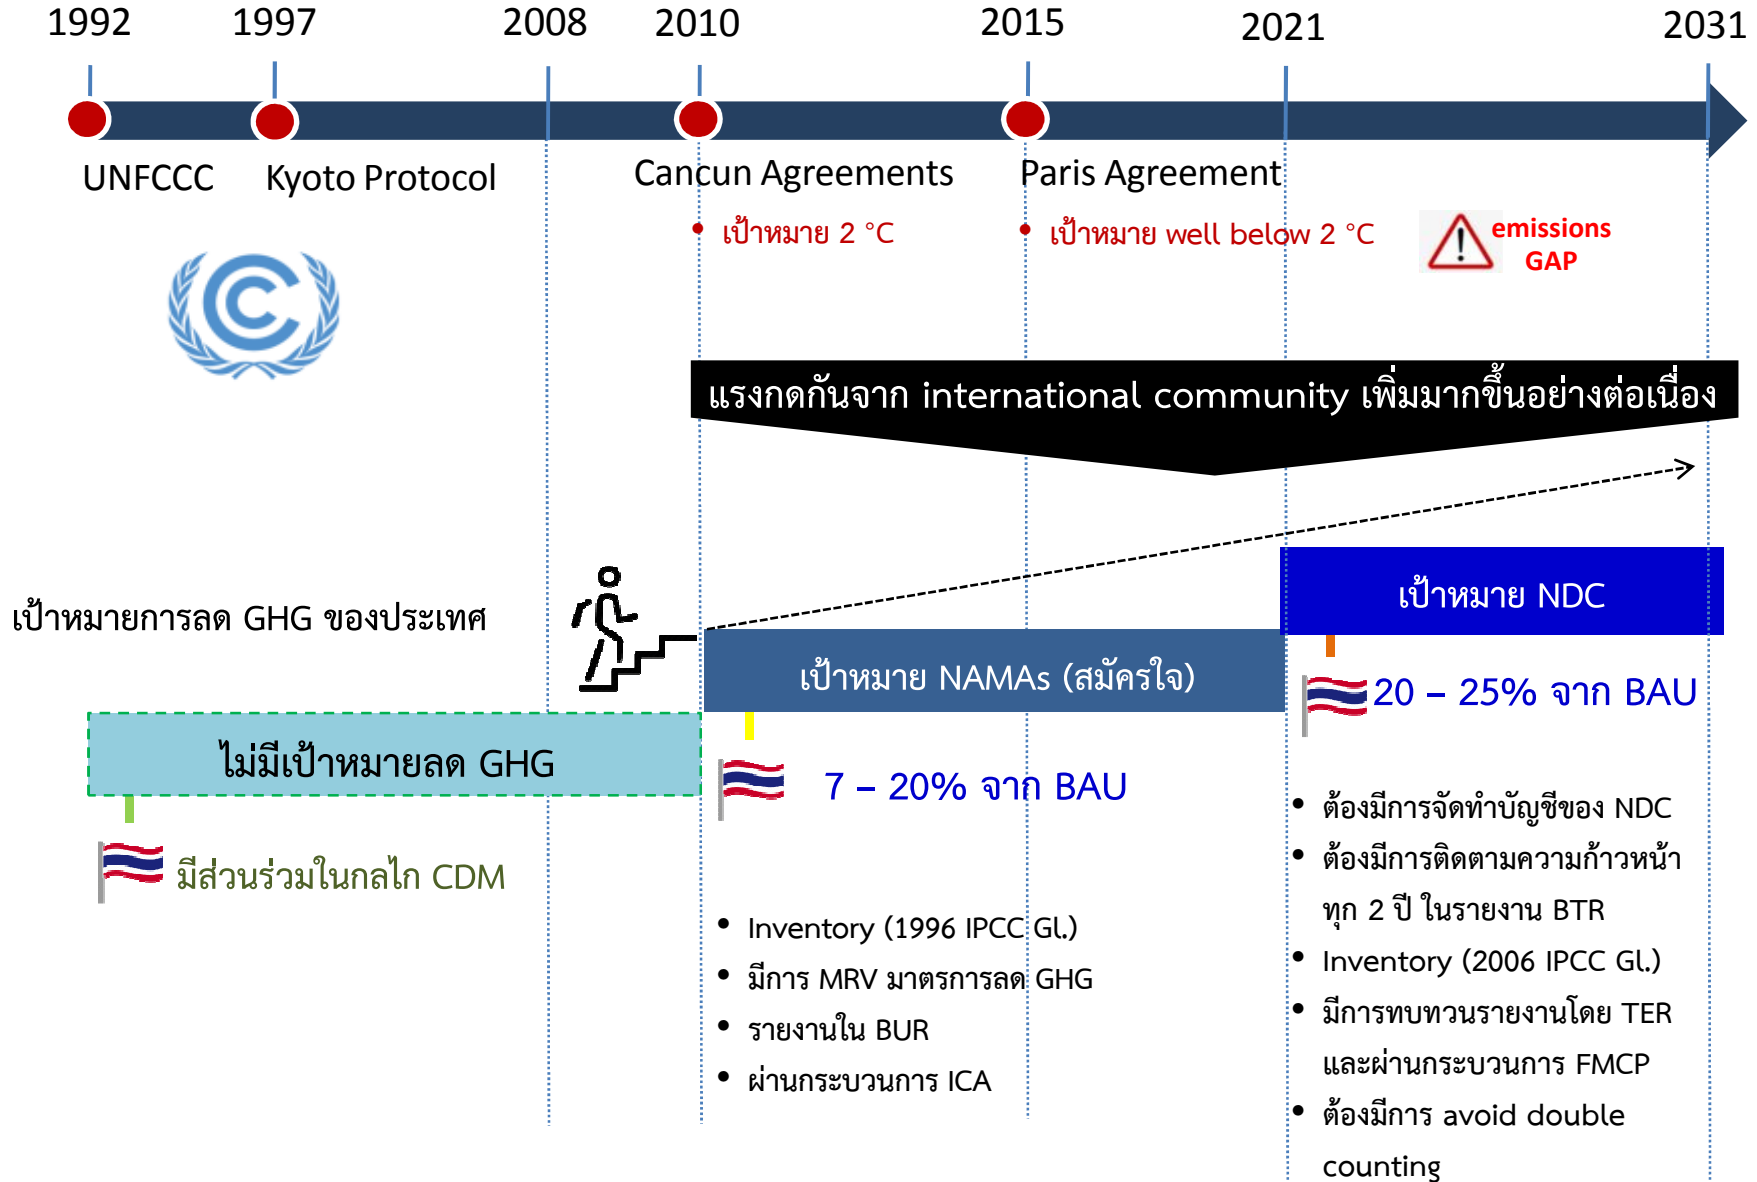 1992
1997
2008
2010
2015
2021
2031
UNFCCC
Kyoto Protocol
Cancun Agreements
Paris Agreement
• เป้าหมาย 2 °C
• เป้าหมาย well below 2 °C
emissions
GAP
แรงกดกันจาก international community เพิ่มมากขึ้นอย่างต่อเนื่อง
เป้าหมายการลด GHG ของประเทศ
เป้าหมาย NDC
เป้าหมาย NAMAs (สมัครใจ)
20 – 25% จาก BAU
ไม่มีเป้าหมายลด GHG
7 – 20% จาก BAU
มีส่วนร่วมในกลไก CDM
• Inventory (1996 IPCC Gl.)
• มีการ MRV มาตรการลด GHG
• รายงานใน BUR
• ผ่านกระบวนการ ICA
• ต้องมีการจัดทำบัญชีของ NDC
• ต้องมีการติดตามความก้าวหน้า
ทุก 2 ปี ในรายงาน BTR
• Inventory (2006 IPCC Gl.)
• มีการทบทวนรายงานโดย TER
และผ่านกระบวนการ FMCP
• ต้องมีการ avoid double
counting